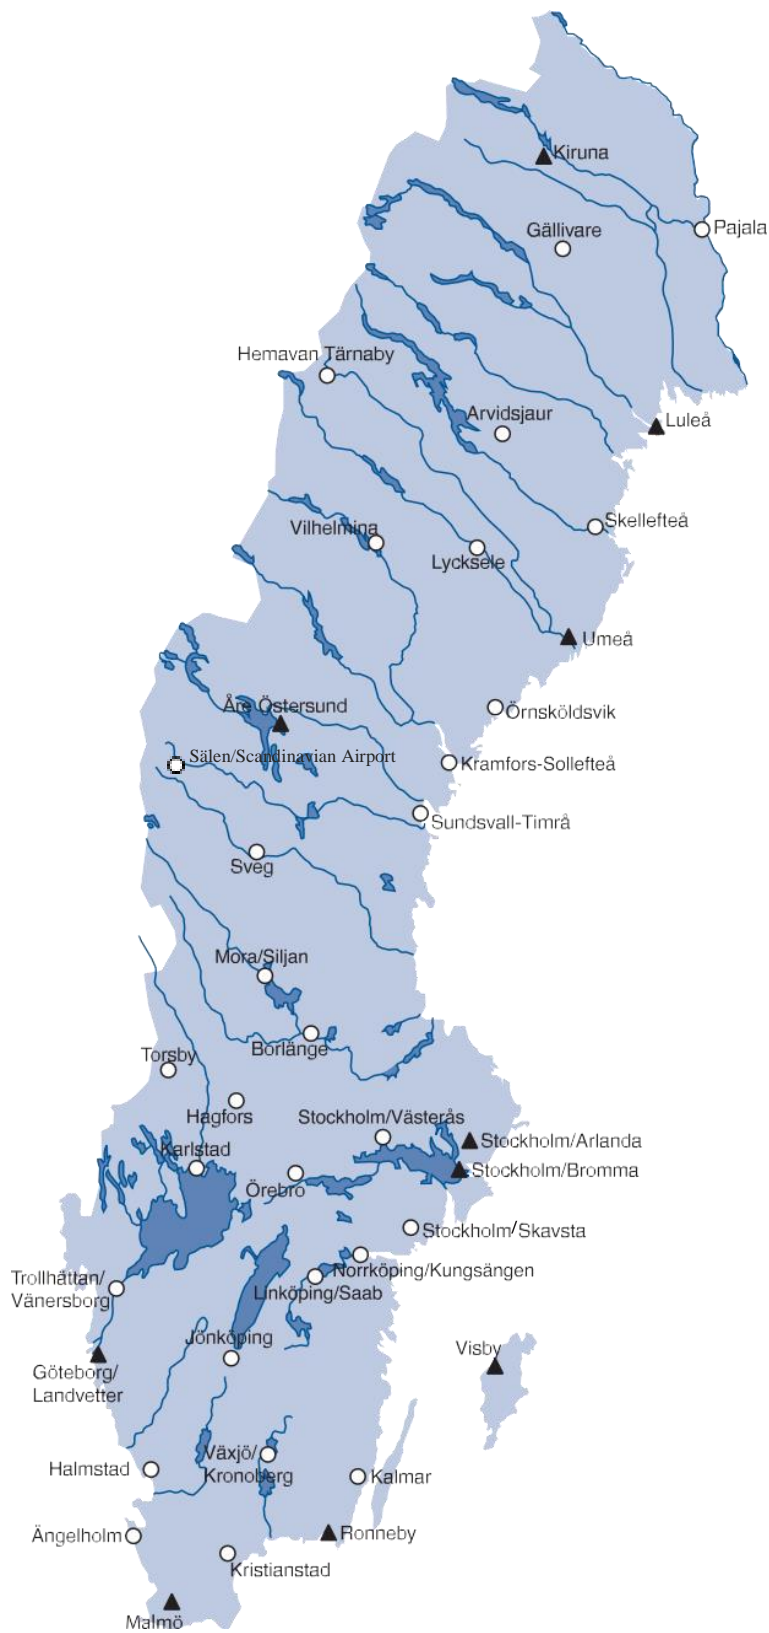 Kiruna
Pajala
Gällivare
Hemavan Tärnaby
Arvidsjaur
Luleå
Skellefteå
Vilhelmina
Lycksele
Umeå
Åre Östersund
Örnsköldsvik
Sälen/Scandinavian Airport
Kramfors-Sollefteå
Sundsvall-Timrå
Sveg
Mora/Siljan
Borlänge
Torsby
Hagfors
Stockholm/Västerås
Karlstad
Stockholm/Arlanda
Stockholm/Bromma
Örebro
Stockholm/Skavsta
Norrköping/Kungsängen
Trollhättan/
Vänersborg
Linköping/Saab
Jönköping
Visby
Göteborg/
Landvetter
Växjö/
Kronoberg
Halmstad
Kalmar
Ängelholm
Ronneby
Kristianstad
Malmö